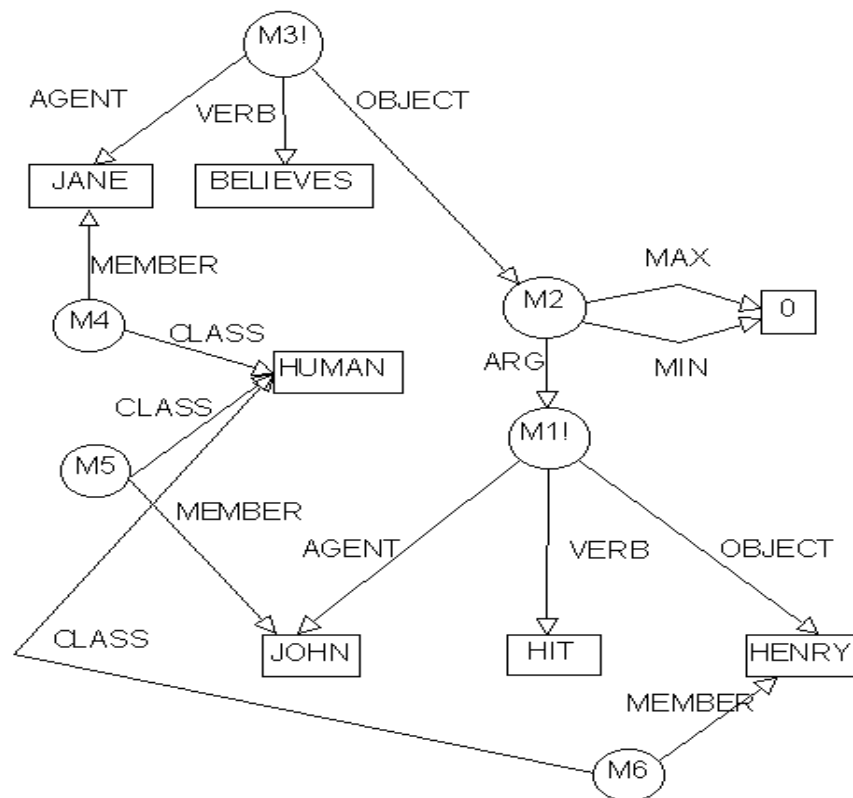 M3!
AGENT
VERB
OBJECT
JANE
BELIEVES
MEMBER
MAX
M2
0
M4
CLASS
ARG
MIN
HUMAN
CLASS
M1!
M5
MEMBER
AGENT
VERB
OBJECT
CLASS
JOHN
HIT
HENRY
MEMBER
M6